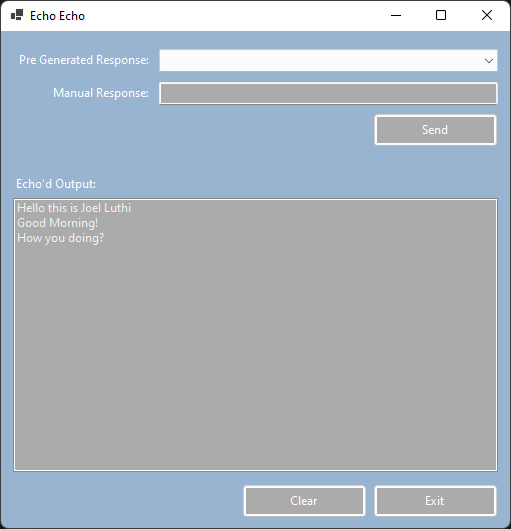 Echo Echo
Pre Generated Response:
Manual Response:
Send
Echo'd Output:
Hello this is Joel Luthi
Good Morning!
How you doing?
Clear
Exit